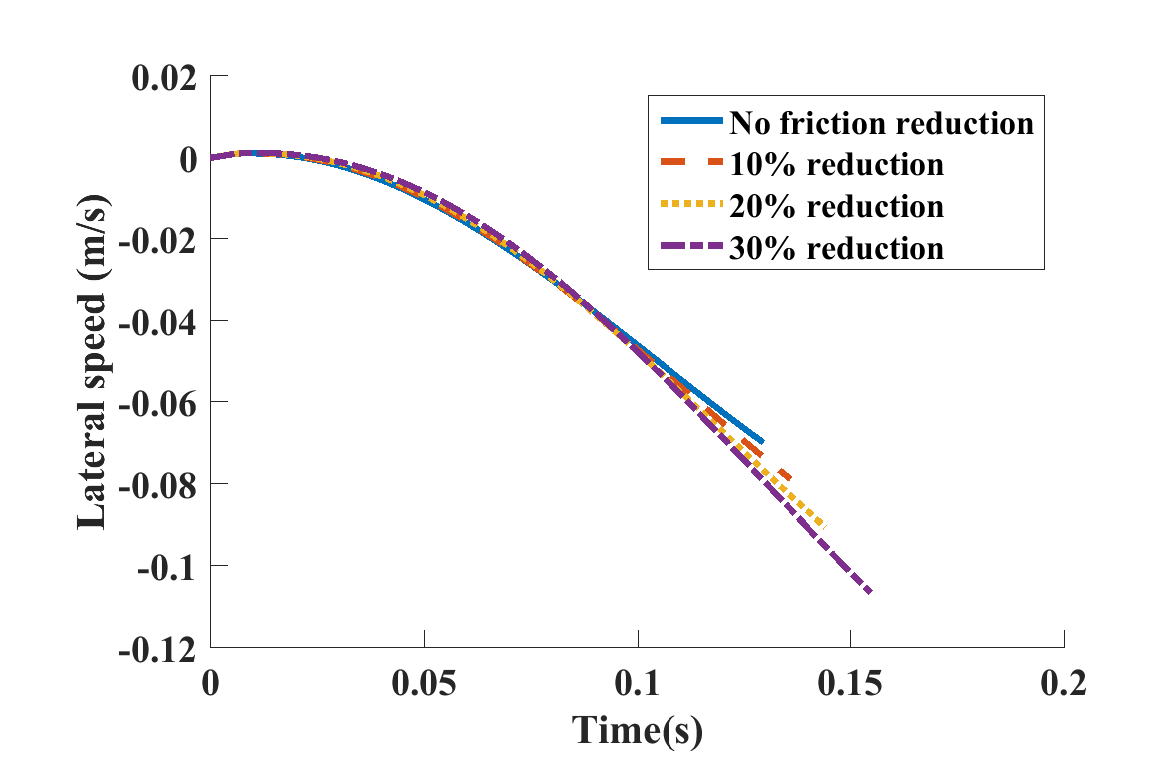 0.02
0
-0.02
-0.04
-0.06
-0.08
-0.1
-0.12
Lateral speed (m/s)
No friction reduction
10% reduction
20% reduction
30% reduction
0
0.05
0.1
0.15
0.2
Time(s)